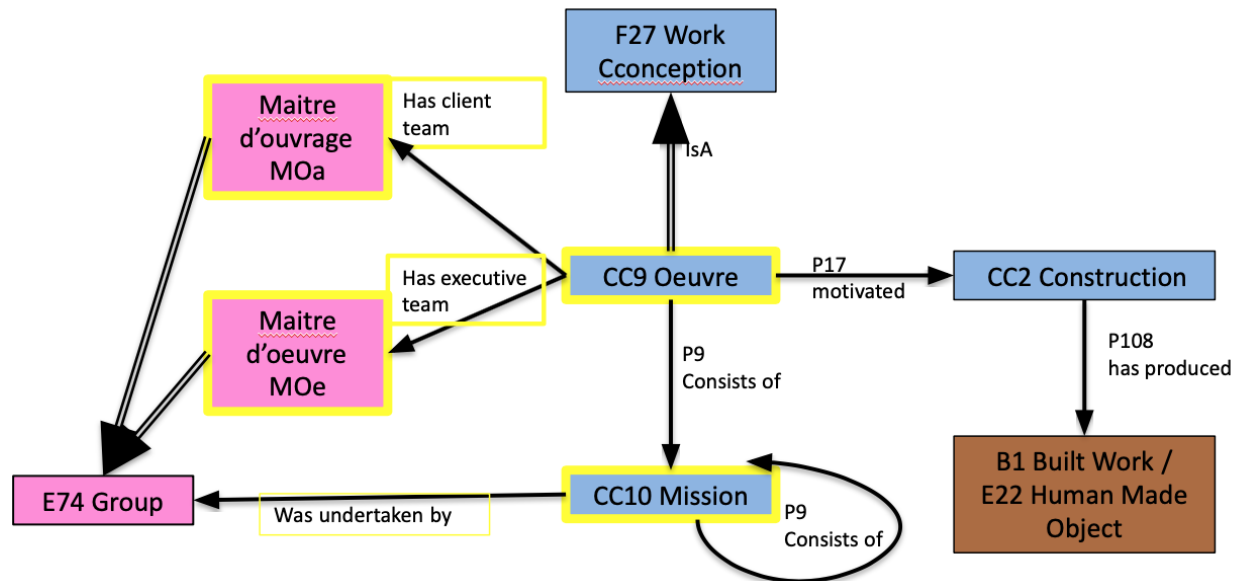 F27 Work
Cconception
Maitre
d'ouvrage
MOa
Has client
team
IsA
Maitre
d'oeuvre
MOe
Has executive
team
CC9 Oeuvre
P17
motivated
CC2 Construction
P9
Consists of
P108
has produced
E74 Group
Was undertaken by
CC10 Mission
P9
Consists of
B1 Built Work /
E22 Human Made
Object